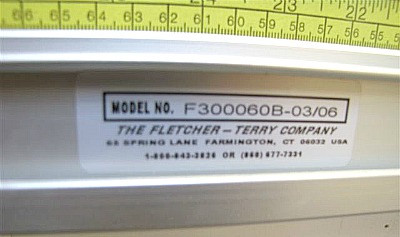 23 22
66 65 64 63 62 61 60 59 58 57 56 55
MODEL NO. F300060B-03/06
THE FLETCHER-TERRY COMPANY
65 SPRING LANE FARMINGTON, CT 06032 USA
1-800-843-3826 OR (860) 677-7331